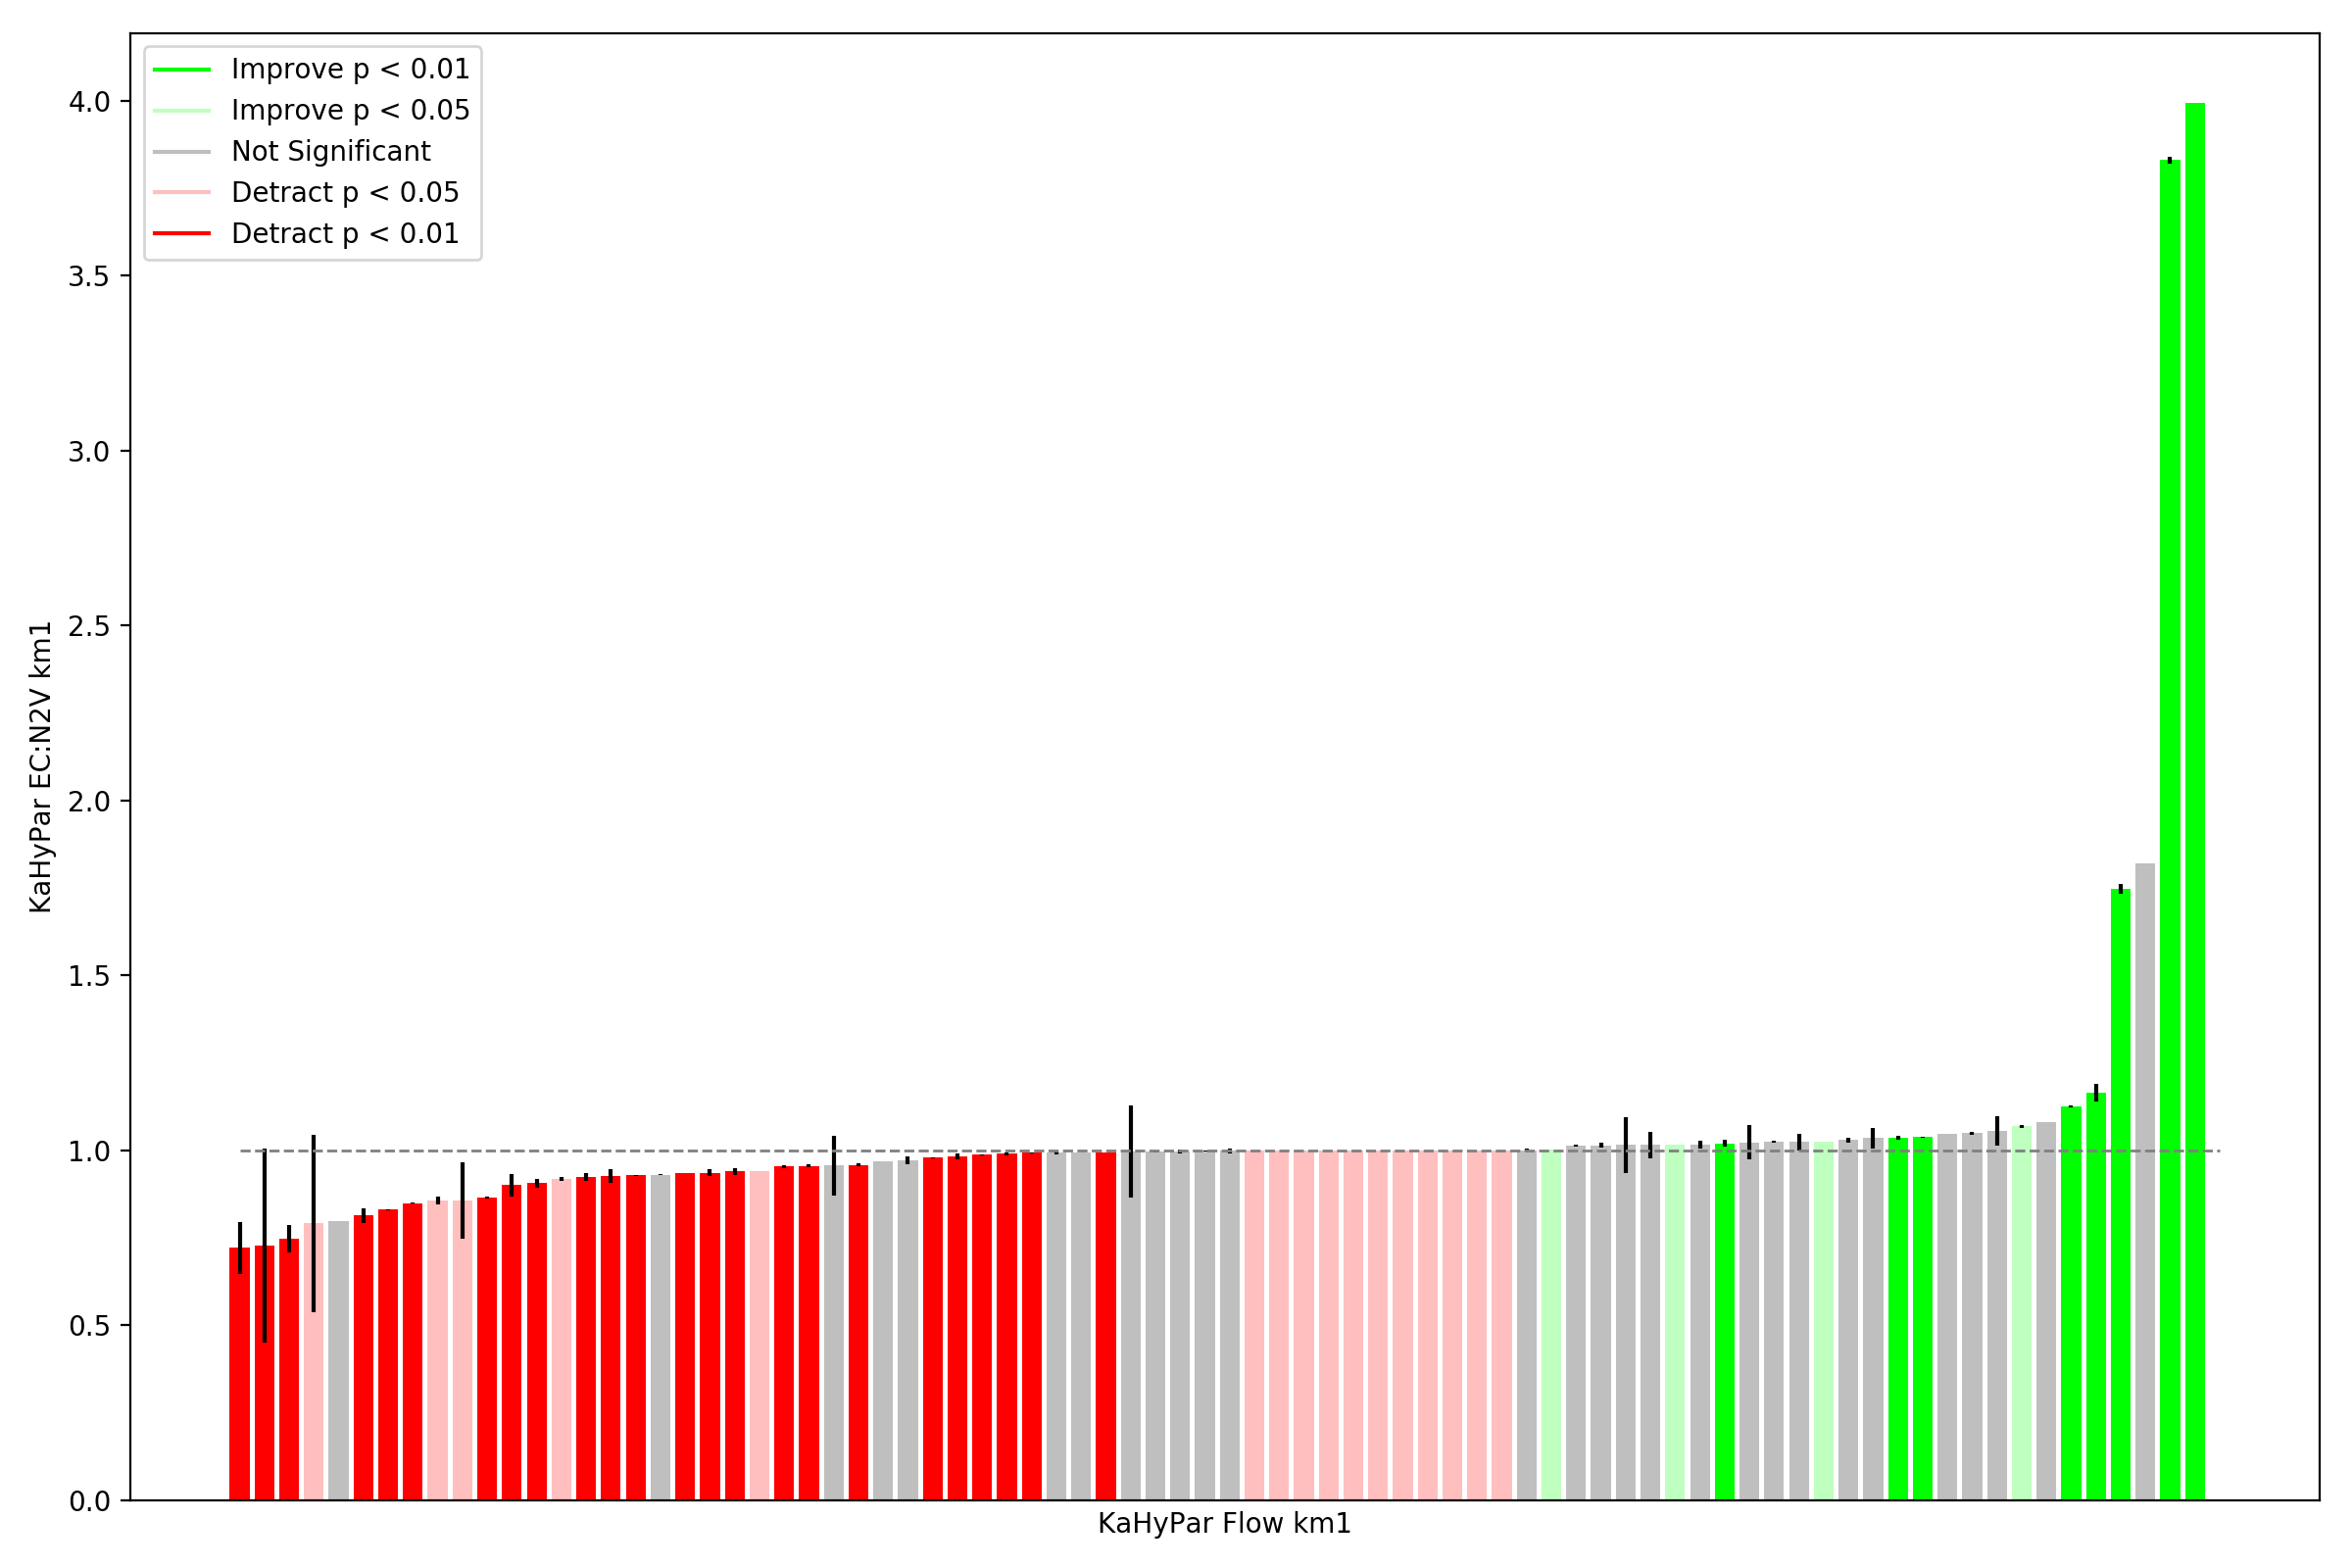 Improve p < 0.01
Improve p < 0.05
Not Significant
Detract p < 0.05
Detract p < 0.01
4.0
3.5
3.0
2.5
2.0
1.5
1.0
0.5
0.0
KaHyPar EC:N2V km1
KaHyPar Flow km1